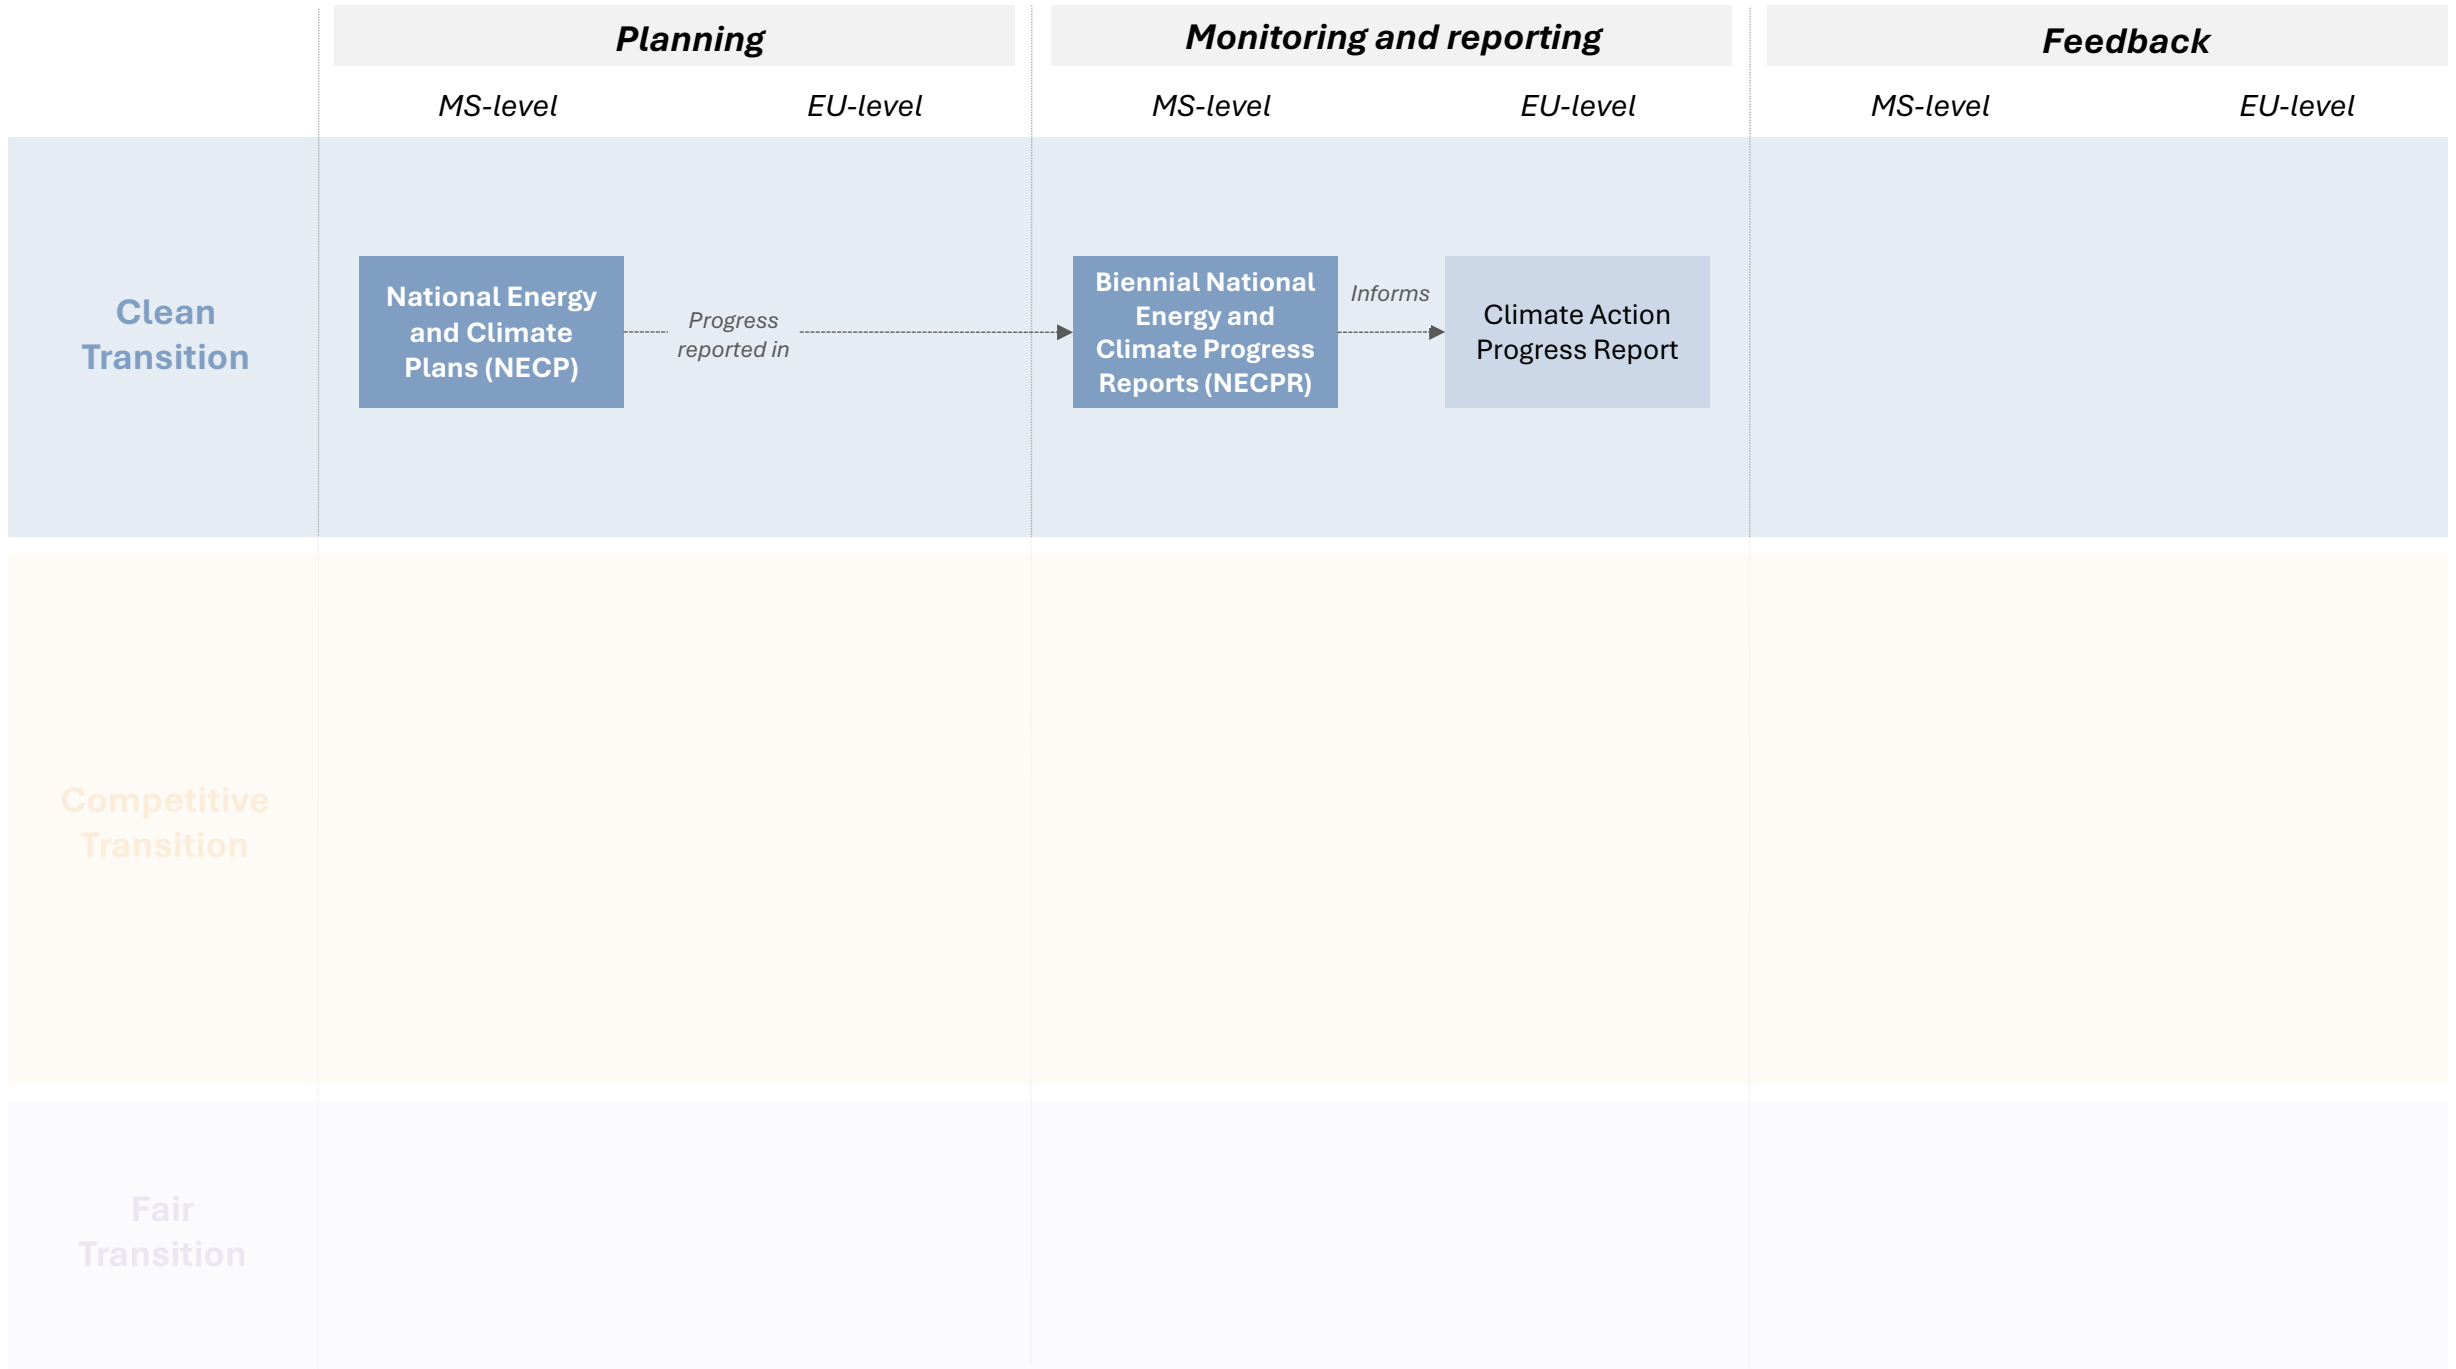 Planning
Monitoring and reporting
Feedback
MS-level
EU-level
MS-level
EU-level
MS-level
EU-level
Clean
Transition
National Energy
and Climate
Plans (NECP)
Progress
reported in
Biennial National
Energy and
Climate Progress
Reports (NECPR)
Informs
Climate Action
Progress Report
Competitive
Transition
Fair
Transition